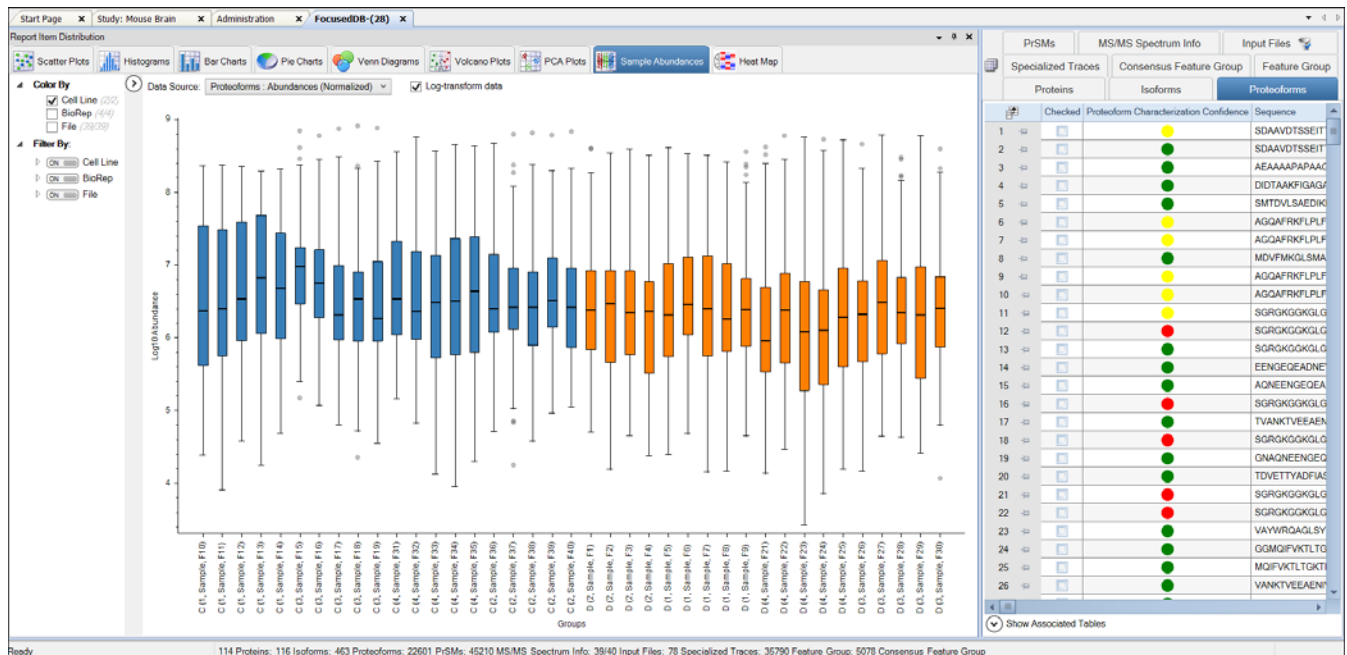 Start Page
Study: Mouse Brain
Administration
FocusedDB-(28)
Report Item Distribution
Scatter Plots
Histograms
Bar Charts
Pie Charts
Venn Diagrams
Volcano Plots
PCA Plots
Sample Abundances
Heat Map
Color By
Cell Line (2/2)
BioRep (4/4)
File (39/39)
Filter By:
ON Cell Line
ON BioRep
ON File
Data Source: Proteoforms : Abundances (Normalized)
Log-transform data
Log10Abundance
9
8
7
6
5
4
C (1, Sample, F10)
C (1, Sample, F11)
C (1, Sample, F12)
C (1, Sample, F13)
C (1, Sample, F14)
C (3, Sample, F15)
C (3, Sample, F16)
C (3, Sample, F17)
C (3, Sample, F18)
C (3, Sample, F19)
C (4, Sample, F31)
C (4, Sample, F32)
C (4, Sample, F33)
C (4, Sample, F34)
C (4, Sample, F35)
C (2, Sample, F36)
C (2, Sample, F37)
C (2, Sample, F38)
C (2, Sample, F39)
C (2, Sample, F40)
D (2, Sample, F1)
D (2, Sample, F2)
D (2, Sample, F3)
D (2, Sample, F4)
D (1, Sample, F5)
D (1, Sample, F6)
D (1, Sample, F7)
D (1, Sample, F8)
D (1, Sample, F9)
D (4, Sample, F21)
D (4, Sample, F22)
D (4, Sample, F23)
D (4, Sample, F24)
D (4, Sample, F25)
D (3, Sample, F26)
D (3, Sample, F27)
D (3, Sample, F28)
D (3, Sample, F29)
D (3, Sample, F30)
Groups
PrSMs
MS/MS Spectrum Info
Input Files
Specialized Traces
Consensus Feature Group
Feature Group
Proteins
Isoforms
Proteoforms
Checked Proteoform Characterization Confidence Sequence
1 SDAAVDTSSEIT
2 SDAAVDTSSEIT
3 AEAAAAPAPAAC
4 DIDTAAKFIGAGA
5 SMTDVLSAEDIK
6 AGQAFRKFLPLF
7 AGQAFRKFLPLF
8 MDVFMKGLSMA
9 AGQAFRKFLPLF
10 AGQAFRKFLPLF
11 SGRGKGGKGLG
12 SGRGKGGKGLG
13 SGRGKGGKGLG
14 EENGEQEADNE
15 AQNEENGEQEA
16 SGRGKGGKGLG
17 TVANKTVEEAEN
18 SGRGKGGKGLG
19 GNAQNEENGEQ
20 TDVETTYADFIAS
21 SGRGKGGKGLG
22 SGRGKGGKGLG
23 VAYWRQAGLSY
24 GGMQIFVKTLTG
25 MQIFVKTLTGKTI
26 VANKTVEEAENI
Show Associated Tables
Ready
114 Proteins; 116 Isoforms; 463 Proteoforms; 22601 PrSMs; 45210 MS/MS Spectrum Info; 39/40 Input Files; 78 Specialized Traces; 35790 Feature Group; 5078 Consensus Feature Group